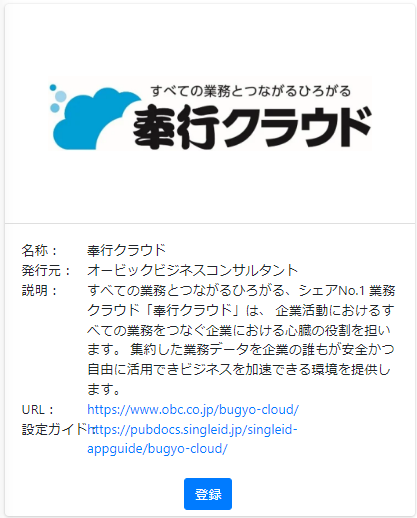 すべての業務とつながるひろがる
奉行クラウド
名称： 奉行クラウド
発行元： オービックビジネスコンサルタント
説明： すべての業務とつながるひろがる、シェアNo.1 業務
クラウド「奉行クラウド」は、 企業活動におけるす
べての業務をつなぐ企業における心臓の役割を担い
ます。 集約した業務データを企業の誰もが安全かつ
自由に活用できビジネスを加速できる環境を提供し
ます。
URL： https://www.obc.co.jp/bugyo-cloud/
設定ガイド： https://pubdocs.singleid.jp/singleid-
appguide/bugyo-cloud/
登録